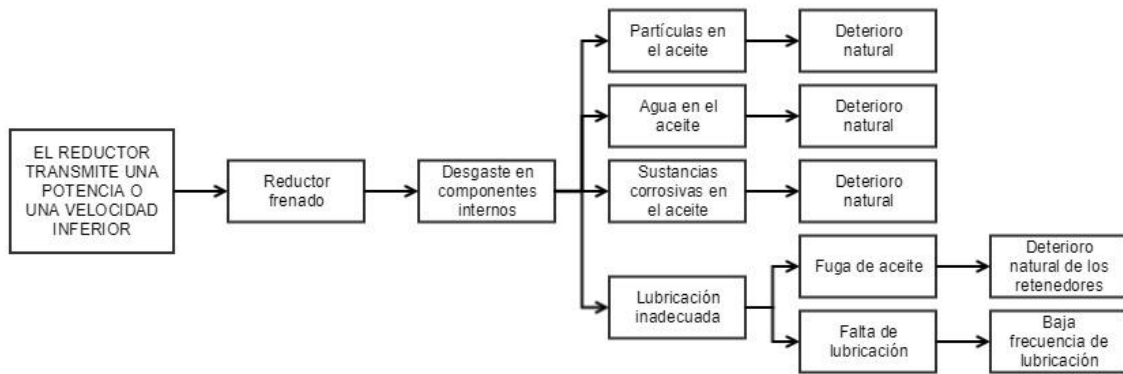 EL REDUCTOR
TRANSMITE UNA
POTENCIA O
UNA VELOCIDAD
INFERIOR
Reductor
frenado
Desgaste en
componentes
internos
Partículas en
el aceite
Deterioro
natural
Agua en el
aceite
Deterioro
natural
Sustancias
corrosivas en
el aceite
Deterioro
natural
Lubricación
inadecuada
Fuga de aceite
Deterioro
natural de los
retenedores
Falta de
lubricación
Baja
frecuencia de
lubricación